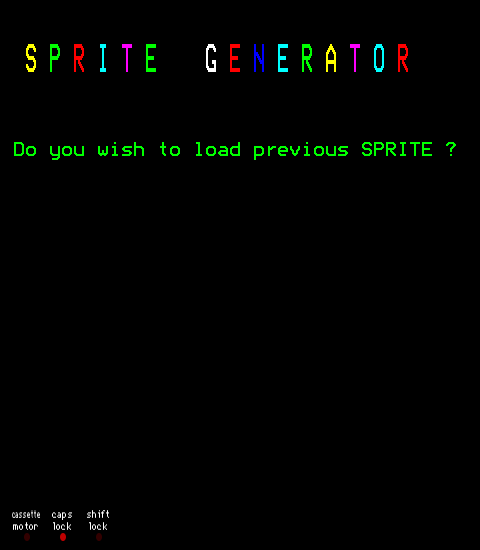 SPRITE GENERATOR
Do you wish to load previous SPRITE ?
cassette caps shift
motor lock lock